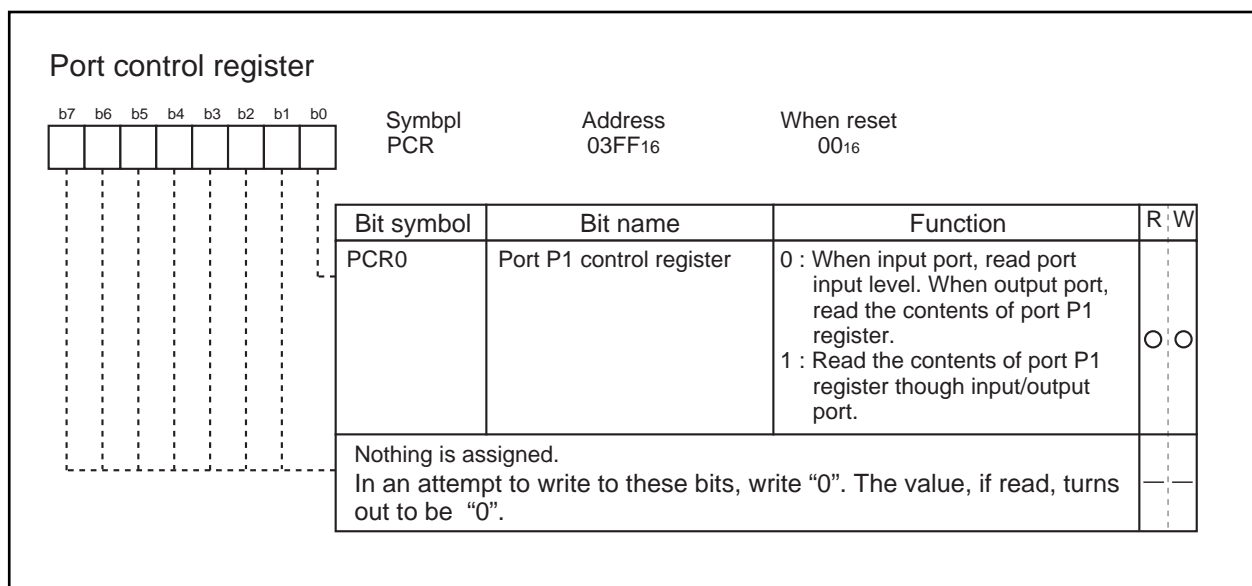 Port control register
b7 b6 b5 b4 b3 b2 b1 b0
Symbpl Address When reset
PCR 03FF16 0016
Bit symbol Bit name Function R W
PCR0 Port P1 control register 0 : When input port, read port
input level. When output port,
read the contents of port P1
register.
1 : Read the contents of port P1
register though input/output
port.
Nothing is assigned.
In an attempt to write to these bits, write “0”. The value, if read, turns
out to be “0”.